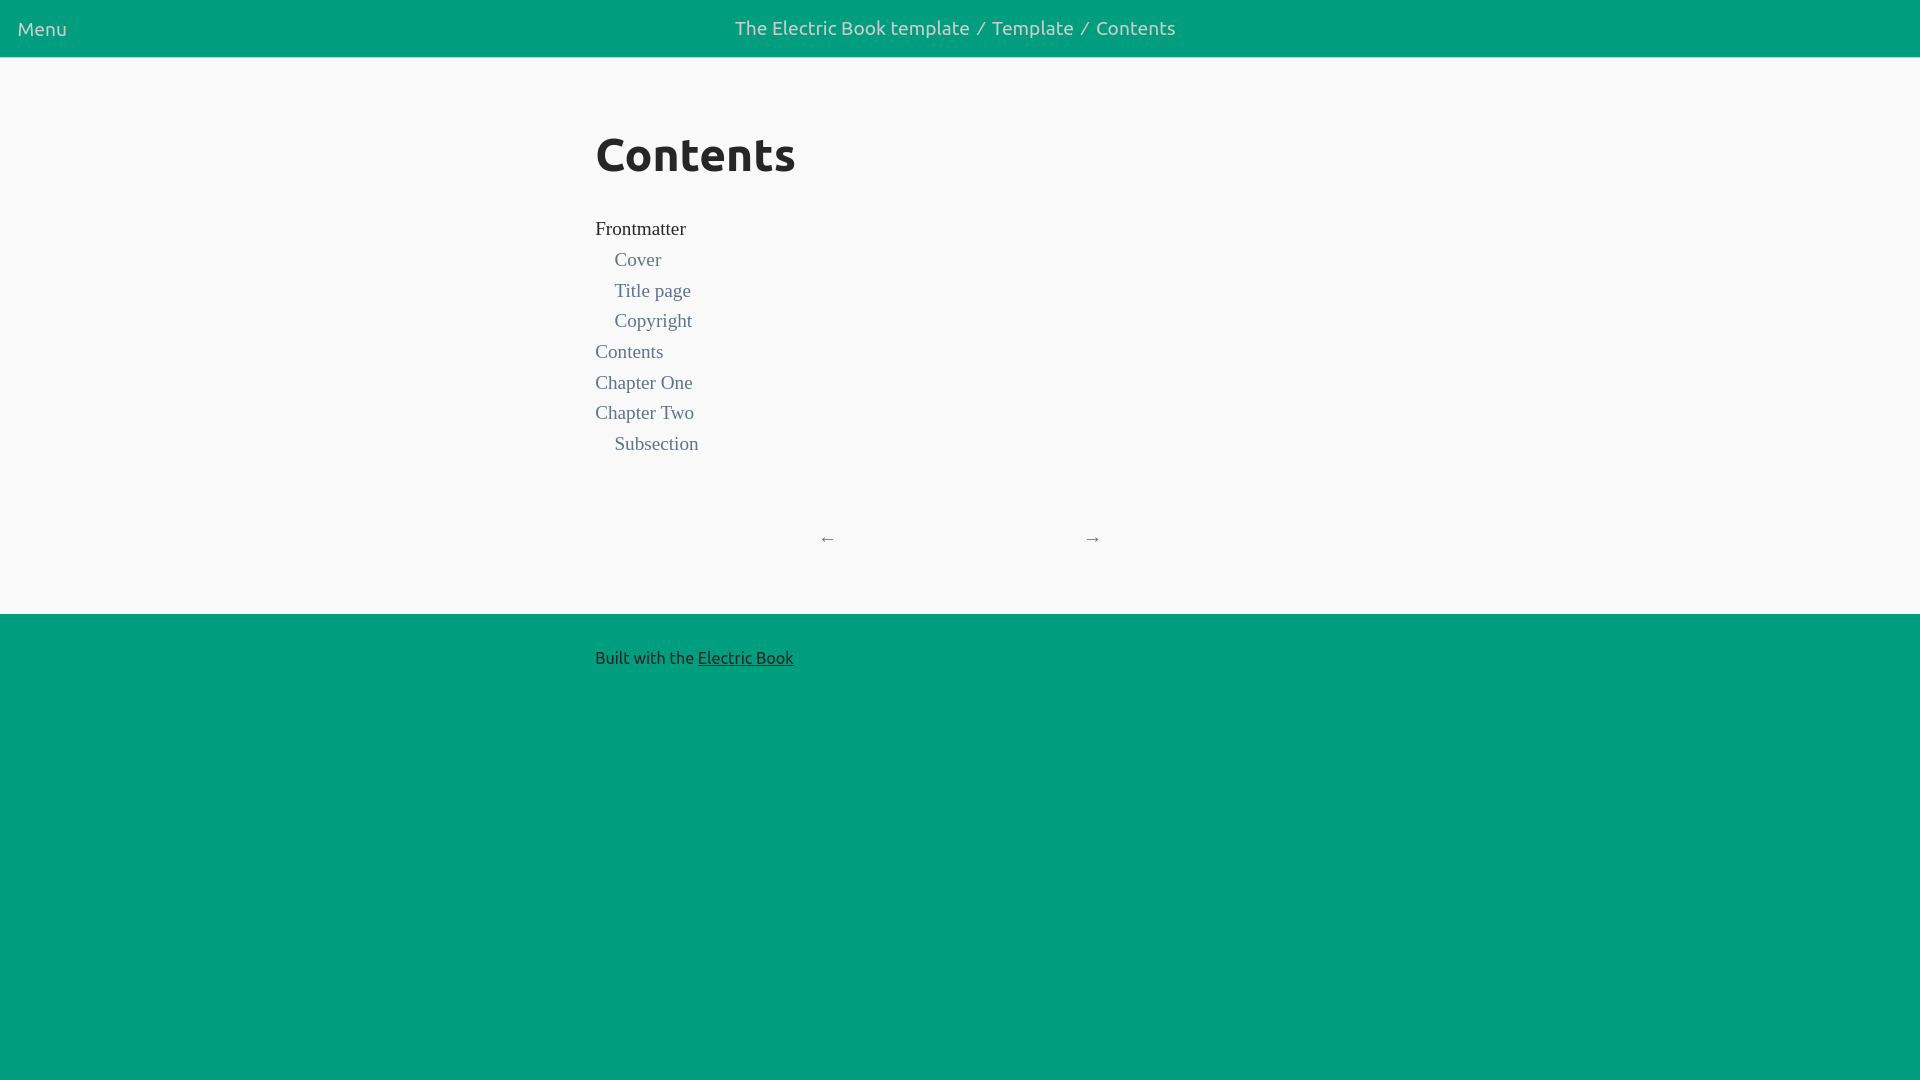 Menu
The Electric Book template / Template / Contents
Contents
Frontmatter
Cover
Title page
Copyright
Contents
Chapter One
Chapter Two
Subsection
← →
Built with the Electric Book